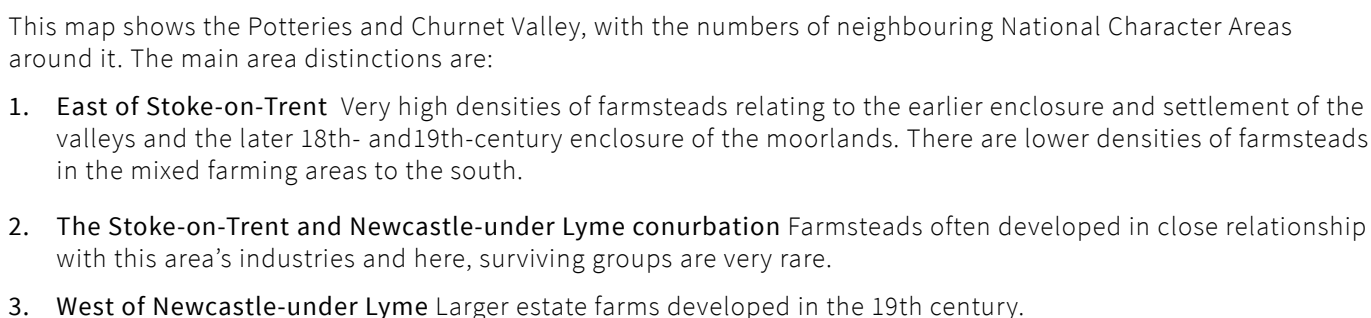 This map shows the Potteries and Churnet Valley, with the numbers of neighbouring National Character Areas
around it. The main area distinctions are:
1. East of Stoke-on-Trent Very high densities of farmsteads relating to the earlier enclosure and settlement of the
valleys and the later 18th- and19th-century enclosure of the moorlands. There are lower densities of farmsteads
in the mixed farming areas to the south.
2. The Stoke-on-Trent and Newcastle-under Lyme conurbation Farmsteads often developed in close relationship
with this area’s industries and here, surviving groups are very rare.
3. West of Newcastle-under Lyme Larger estate farms developed in the 19th century.